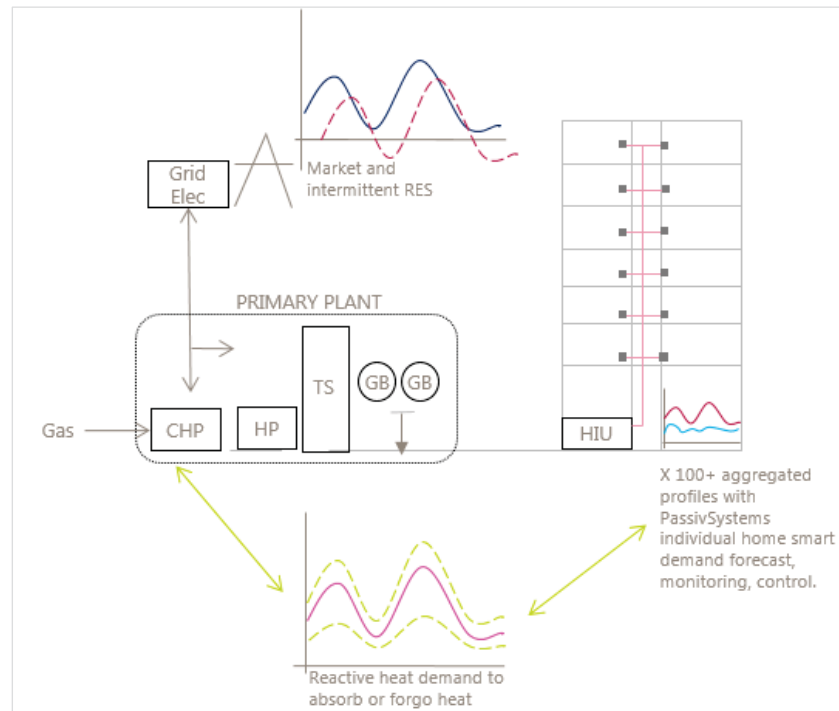 Market and
intermittent RES
Grid
Elec
PRIMARY PLANT
TS
GB
GB
Gas
CHP
HP
HIU
X 100+ aggregated
profiles with
PassivSystems
individual home smart
demand forecast,
monitoring, control.
Reactive heat demand to
absorb or forgo heat